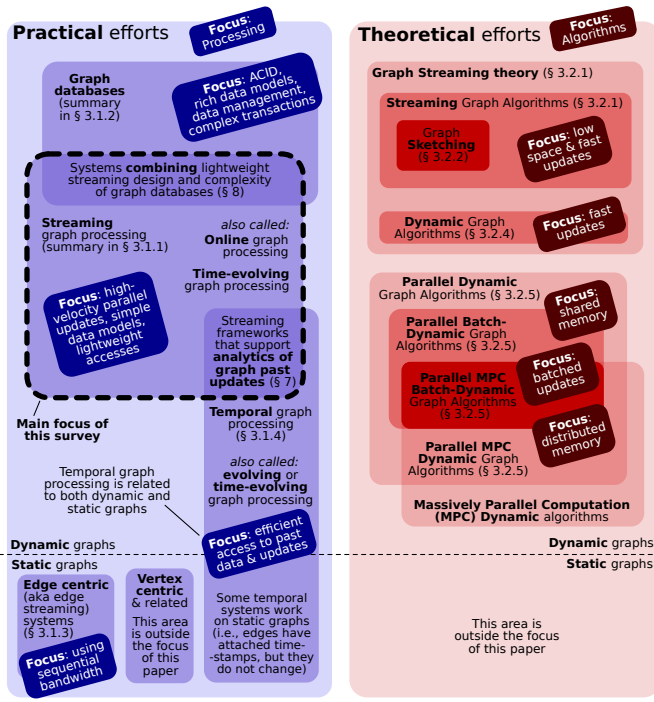 Practical efforts
Focus:
Processing
Graph
databases
(summary
in § 3.1.2)
Focus: ACID,
rich data models,
data management,
complex transactions
Systems combining lightweight
streaming design and complexity
of graph databases (§ 8)
Streaming
graph processing
(summary in § 3.1.1)
also called:
Online graph
processing
Time-evolving
graph processing
Focus: high-
velocity parallel
updates, simple
data models,
lightweight
accesses
Streaming
frameworks
that support
analytics of
graph past
updates (§ 7)
Main focus of
this survey
Temporal graph
processing
(§ 3.1.4)
also called:
evolving or
time-evolving
graph processing
Temporal graph
processing is related
to both dynamic and
static graphs
Focus: efficient
access to past
data & updates
Dynamic graphs
Static graphs
Edge centric
(aka edge
streaming)
systems
(§ 3.1.3)
Focus: using
sequential
bandwidth
Vertex
centric
& related
This area
is outside
the focus
of this
paper
Some temporal
systems work
on static graphs
(i.e., edges have
attached time-
-stamps, but they
do not change)
Theoretical efforts
Focus:
Algorithms
Graph Streaming theory (§ 3.2.1)
Streaming Graph Algorithms (§ 3.2.1)
Graph
Sketching
(§ 3.2.2)
Focus: low
space & fast
updates
Dynamic Graph
Algorithms (§ 3.2.4)
Focus: fast
updates
Parallel Dynamic
Graph Algorithms (§ 3.2.5)
Focus:
shared
memory
Parallel Batch-
Dynamic Graph
Algorithms (§ 3.2.5)
Focus:
batched
updates
Parallel MPC
Batch-Dynamic
Graph Algorithms
(§ 3.2.5)
Focus:
distributed
memory
Parallel MPC
Dynamic Graph
Algorithms (§ 3.2.5)
Massively Parallel Computation
(MPC) Dynamic algorithms
Dynamic graphs
Static graphs
This area is
outside the focus
of this paper